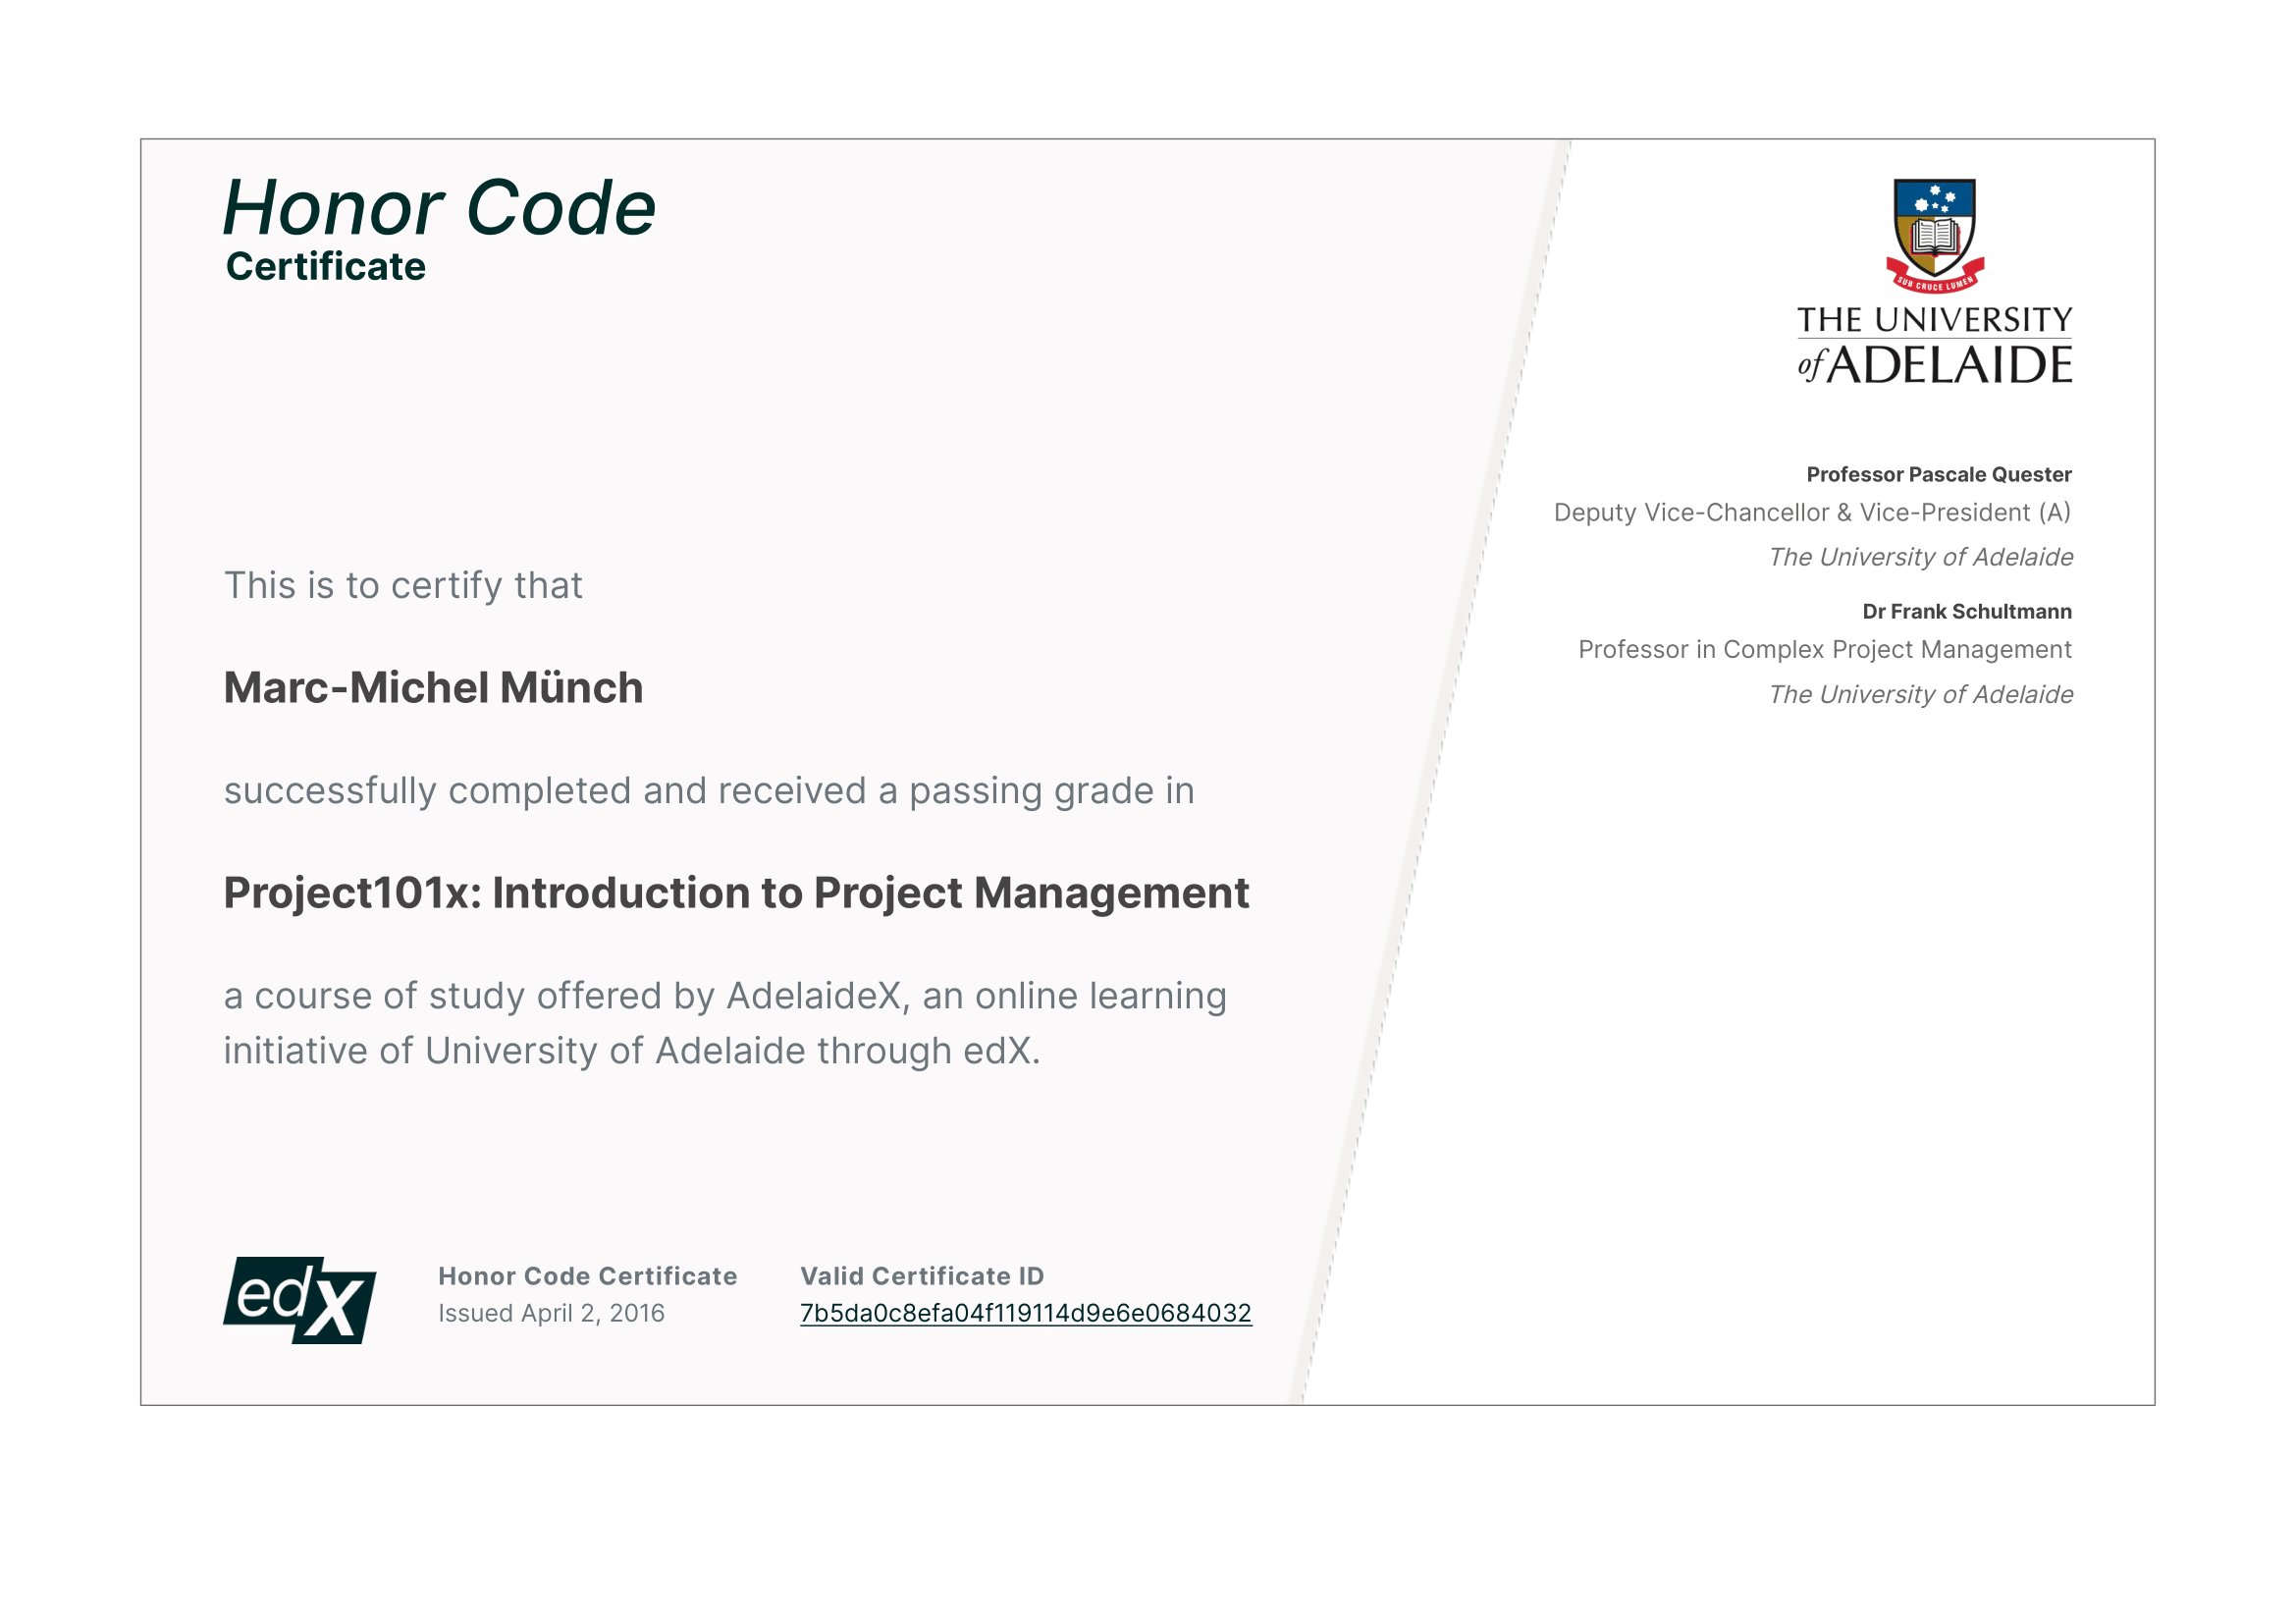 Honor Code
Certificate
This is to certify that
Marc-Michel Münch
successfully completed and received a passing grade in
Project101x: Introduction to Project Management
a course of study offered by AdelaideX, an online learning
initiative of University of Adelaide through edX.
edX
Honor Code Certificate
Issued April 2, 2016
Valid Certificate ID
7b5da0c8efa04f119114d9e6e0684032
SUB CRUCE LUMEN
THE UNIVERSITY
of ADELAIDE
Professor Pascale Quester
Deputy Vice-Chancellor & Vice-President (A)
The University of Adelaide
Dr Frank Schultmann
Professor in Complex Project Management
The University of Adelaide